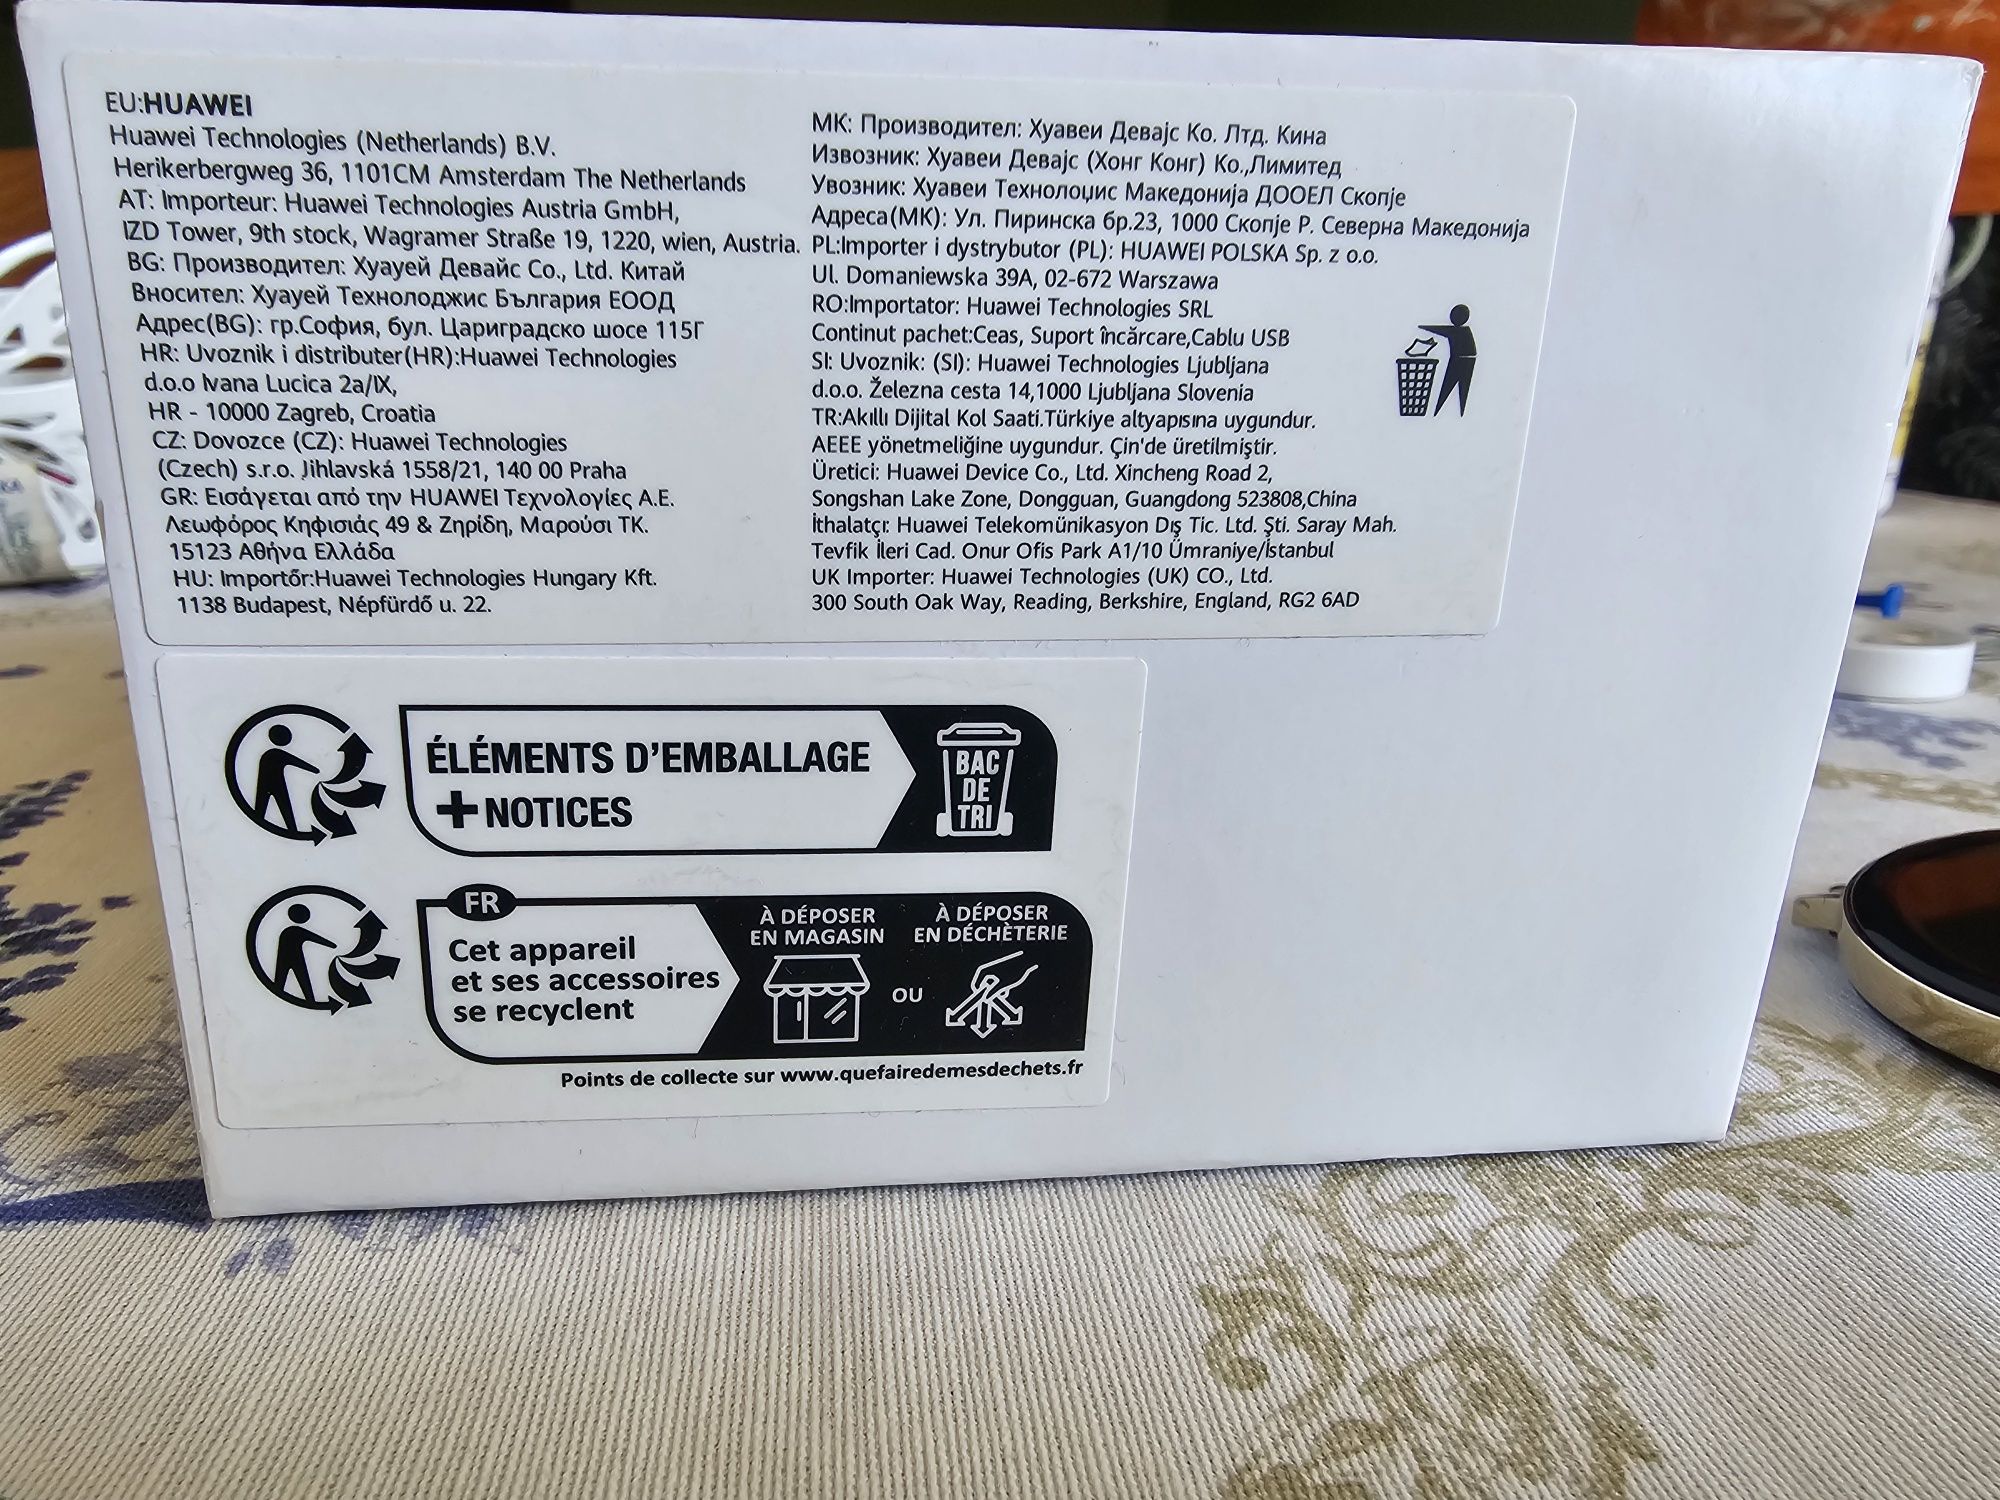 EU:HUAWEI
Huawei Technologies (Netherlands) B.V.
Herikerbergweg 36, 1101CM Amsterdam The Netherlands
AT: Importeur: Huawei Technologies Austria GmbH,
IZD Tower, 9th stock, Wagramer Straße 19, 1220, wien, Austria.
BG: Производител: Хуауей Девайс Co., Ltd. Китай
Вносител: Хуауей Технолоджис България ЕООД
Адрес(BG): гр.София, бул. Цариградско шосе 115Г
HR: Uvoznik i distributer(HR):Huawei Technologies
d.o.o Ivana Lucica 2a/IX,
HR - 10000 Zagreb, Croatia
CZ: Dovozce (CZ): Huawei Technologies
(Czech) s.r.o. Jihlavská 1558/21, 140 00 Praha
GR: Εισάγεται από την HUAWEI Τεχνολογίες Α.Ε.
Λεωφόρος Κηφισιάς 49 & Ζηρίδη, Μαρούσι ΤΚ.
15123 Αθήνα Ελλάδα
HU: Importőr:Huawei Technologies Hungary Kft.
1138 Budapest, Népfürdő u. 22.
MK: Производител: Хуавеи Девајс Ко. Лтд. Кина
Извозник: Хуавеи Девајс (Хонг Конг) Ко.,Лимитед
Увозник: Хуавеи Технолоџис Македонија ДООЕЛ Скопје
Адреса(МК): Ул. Пиринска бр.23, 1000 Скопје Р. Северна Македонија
PL:Importer i dystrybutor (PL): HUAWEI POLSKA Sp. z o.o.
Ul. Domaniewska 39A, 02-672 Warszawa
RO:Importator: Huawei Technologies SRL
Continut pachet:Ceas, Suport încărcare,Cablu USB
SI: Uvoznik: (SI): Huawei Technologies Ljubljana
d.o.o. Železna cesta 14,1000 Ljubljana Slovenia
TR:Akıllı Dijital Kol Saati.Türkiye altyapısına uygundur.
AEEE yönetmeliğine uygundur. Çin'de üretilmiştir.
Üretici: Huawei Device Co., Ltd. Xincheng Road 2,
Songshan Lake Zone, Dongguan, Guangdong 523808,China
İthalatçı: Huawei Telekomünikasyon Dış Tic. Ltd. Şti. Saray Mah.
Tevfik İleri Cad. Onur Ofis Park A1/10 Ümraniye/İstanbul
UK Importer: Huawei Technologies (UK) CO., Ltd.
300 South Oak Way, Reading, Berkshire, England, RG2 6AD
ÉLÉMENTS D'EMBALLAGE
+NOTICES
BAC
DE
TRI
FR
Cet appareil
et ses accessoires
se recyclent
À DÉPOSER
EN MAGASIN
OU
À DÉPOSER
EN DÉCHÈTERIE
Points de collecte sur www.quefairedemesdechets.fr